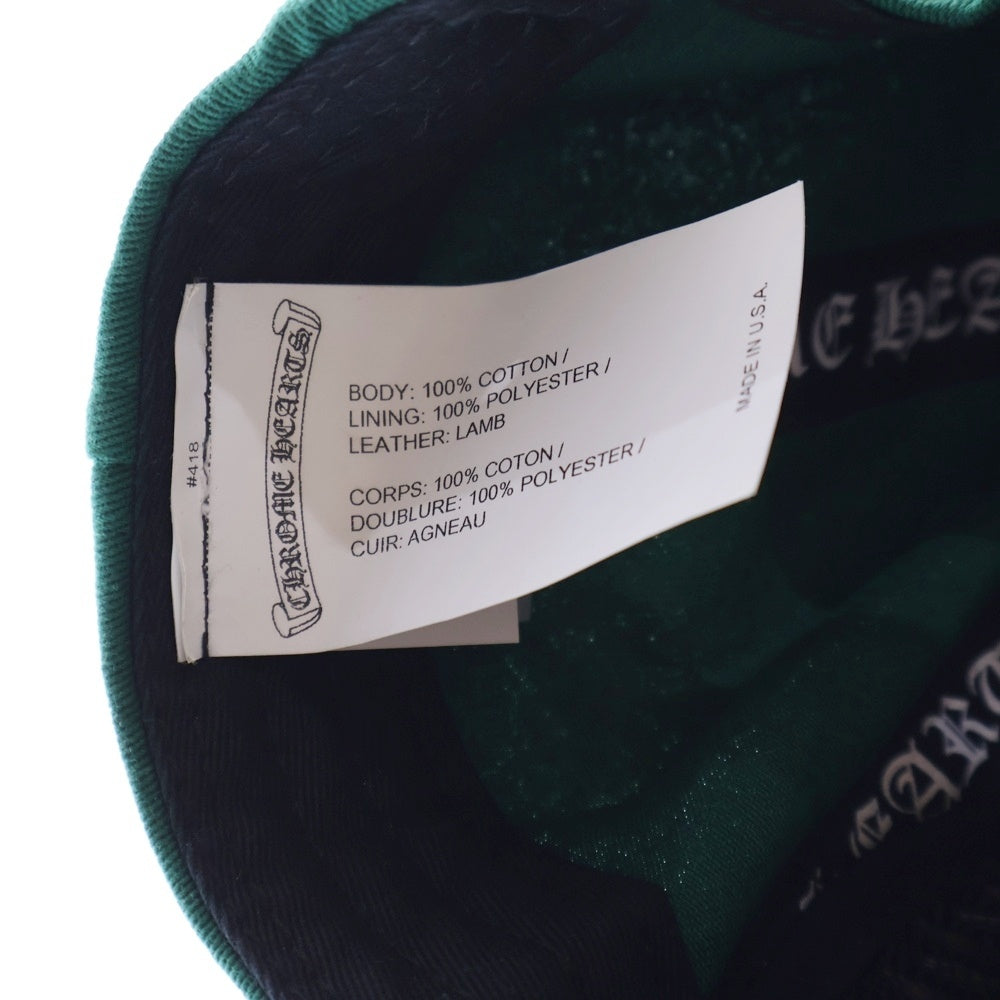 #418
CHROME HEARTS
BODY: 100% COTTON /
LINING: 100% POLYESTER /
LEATHER: LAMB
CORPS: 100% COTON /
DOUBLURE: 100% POLYESTER /
CUIR: AGNEAU
MADE IN U.S.A.